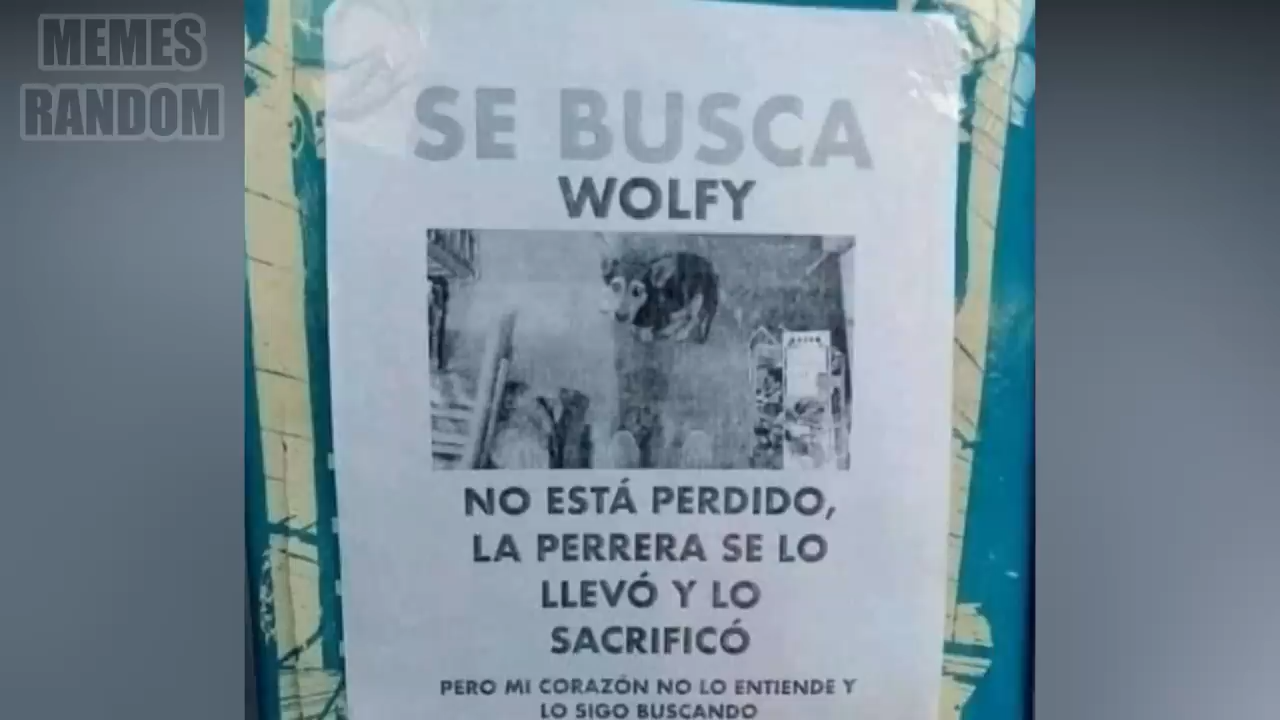 MEMES
RANDOM
SE BUSCA
WOLFY
NO ESTÁ PERDIDO,
LA PERRERA SE LO
LLEVÓ Y LO
SACRIFICÓ
PERO MI CORAZÓN NO LO ENTIENDE Y
LO SIGO BUSCANDO